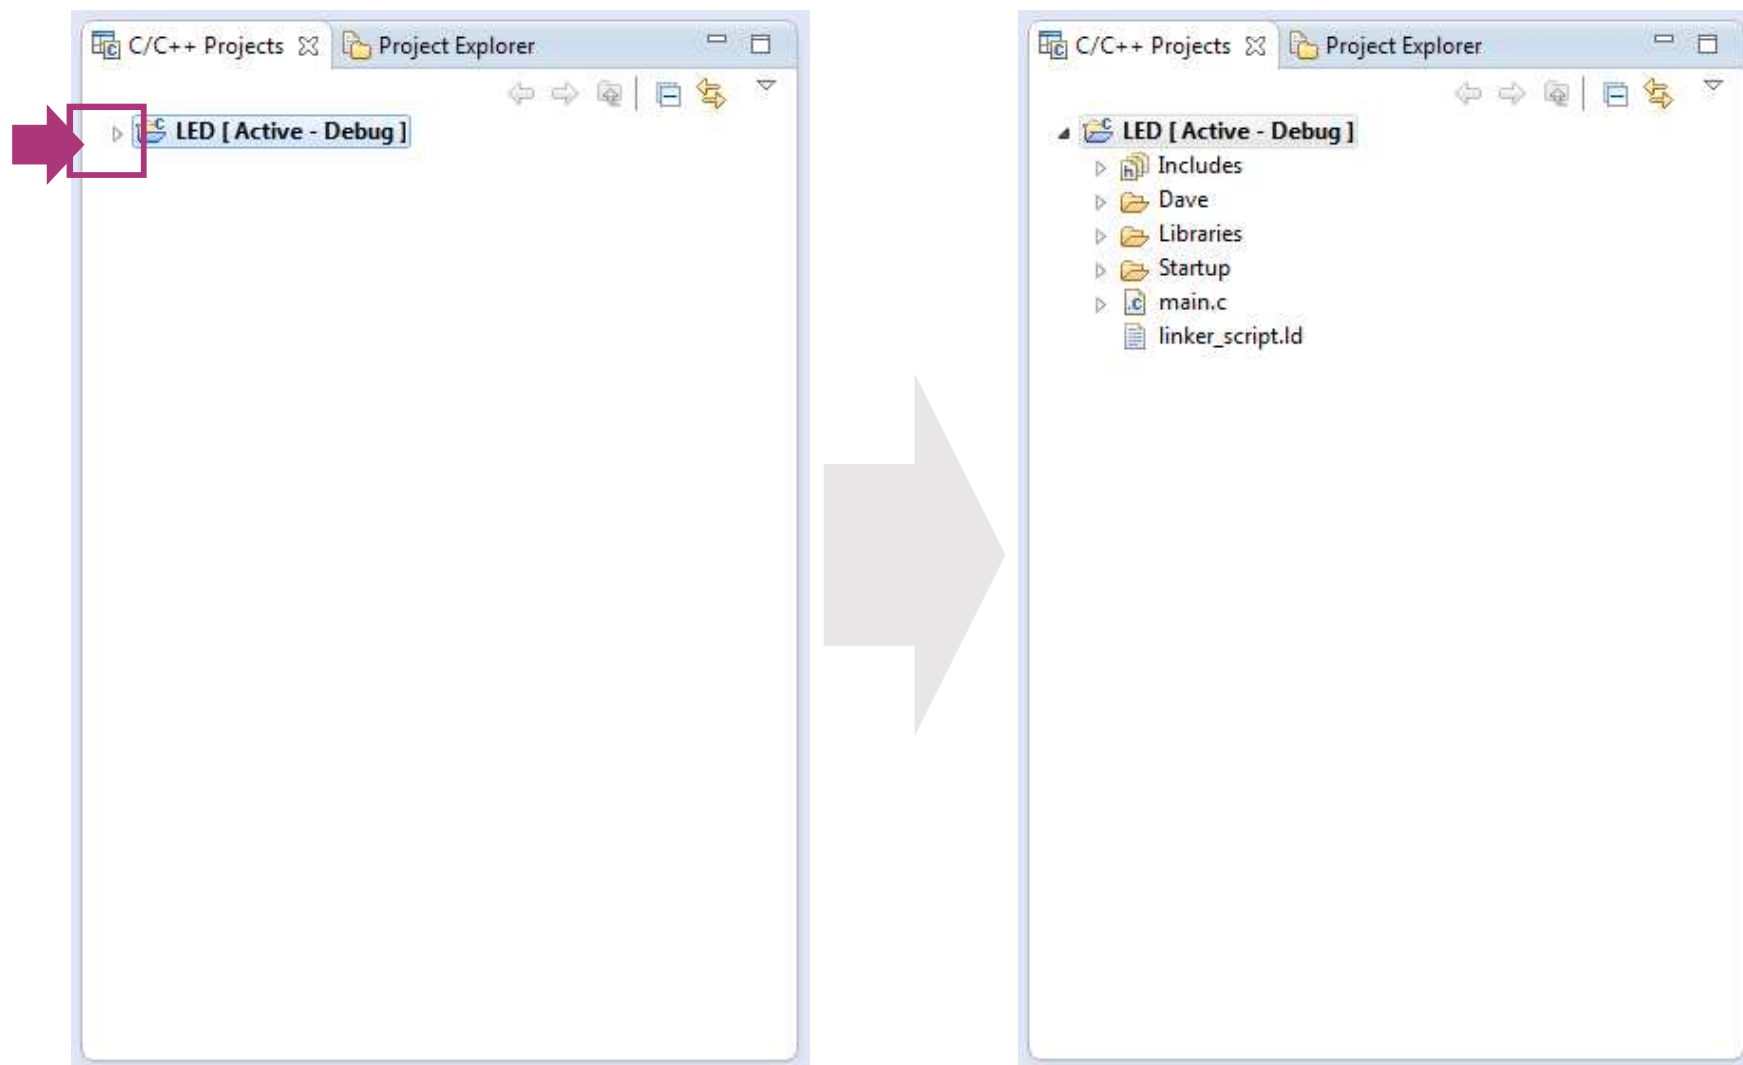 C/C++ Projects Project Explorer
LED [ Active - Debug ]
C/C++ Projects Project Explorer
LED [ Active - Debug ]
Includes
Dave
Libraries
Startup
main.c
linker_script.ld